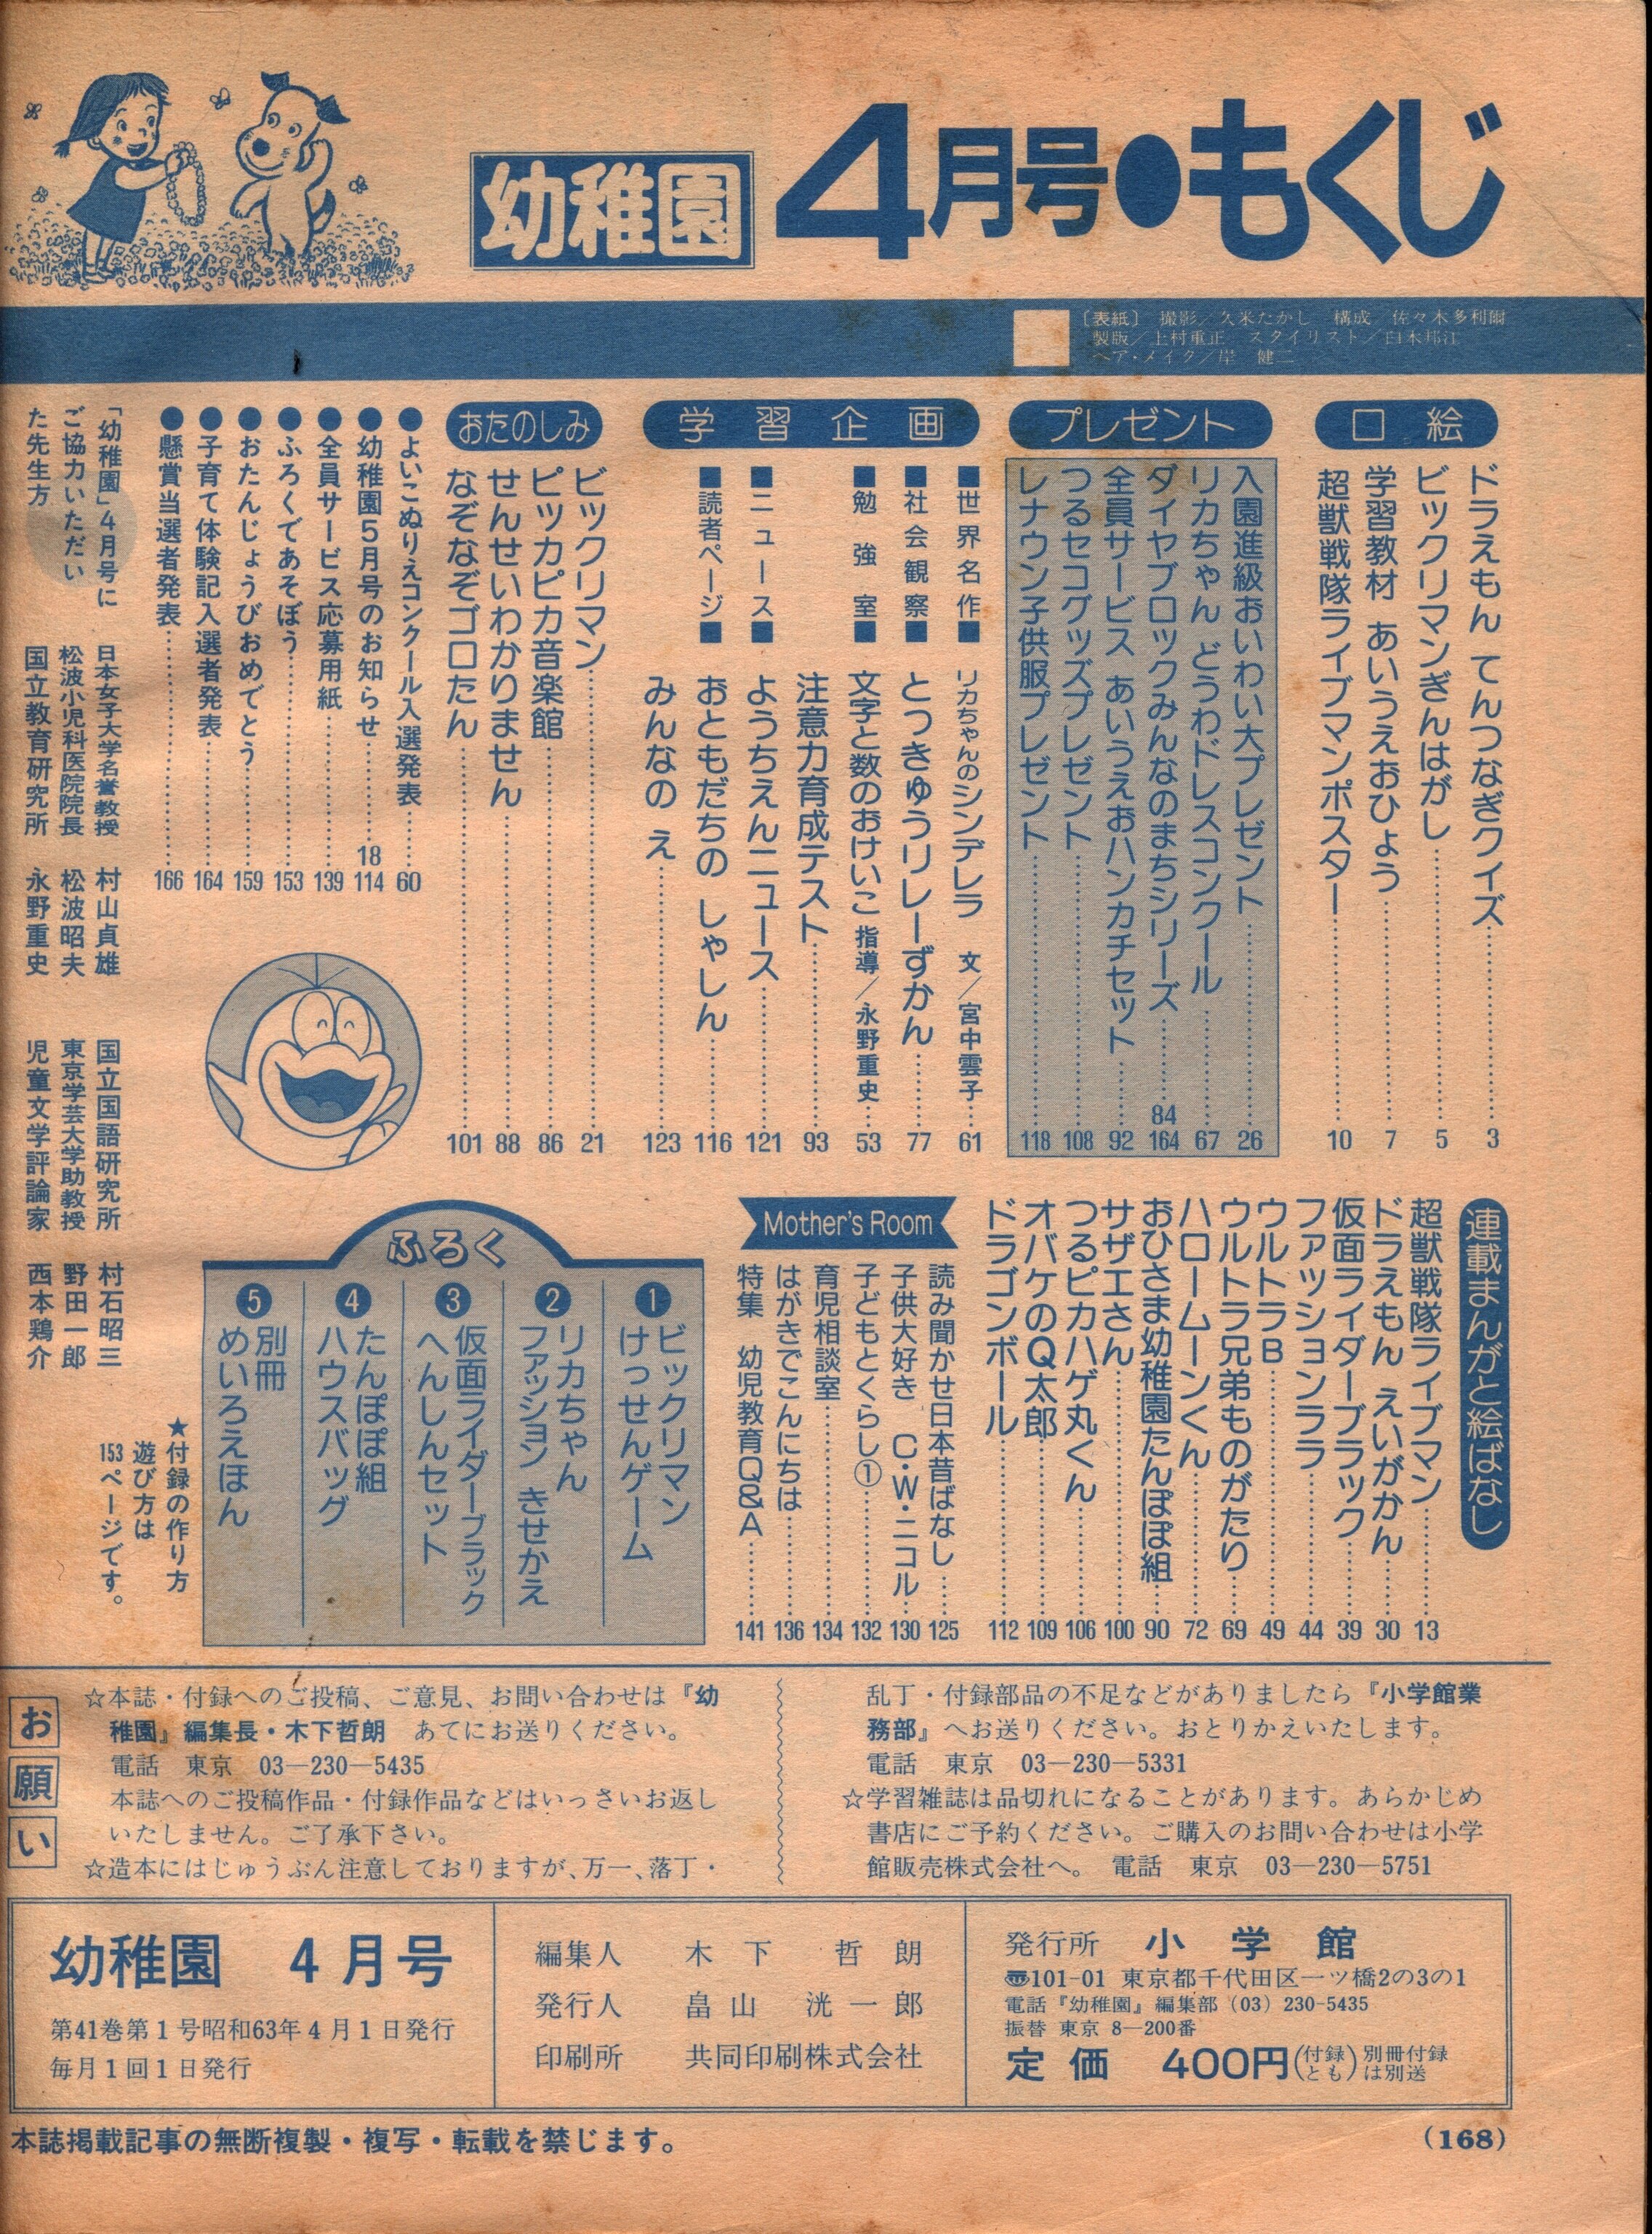 幼稚園 4月号●もくじ
〔表紙〕 撮影／久米たかし 構成／佐々木多利爾
製版／上村重正 スタイリスト／臼木邦江
ヘア・メイク／岸 健二
口絵
ドラえもん てんつなぎクイズ……3
ビックリマンぎんはがし……5
学習教材 あいうえおひょう……7
超獣戦隊ライブマンポスター……10
プレゼント
入園進級おいわい大プレゼント……26
リカちゃん どうわドレスコンクール……67
ダイヤブロックみんなのまちシリーズ……84 164
全員サービス あいうえおハンカチセット……92
つるセコグッズプレゼント……108
レナウン子供服プレゼント……118
学習企画
■世界名作■ リカちゃんのシンデレラ 文／宮中雲子……61
■社会観察■ とっきゅうリレーずかん……77
■勉強室■ 文字と数のおけいこ 指導／永野重史……53
注意力育成テスト……93
■ニュース■ ようちえんニュース……121
■読者ページ■ おともだちの しゃしん……116
みんなの え……123
おたのしみ
ビックリマン……21
ピッカピカ音楽館……86
せんせいわかりません……88
なぞなぞゴロたん……101
●よいこぬりえコンクール入選発表……60
●幼稚園5月号のお知らせ……18 114
●全員サービス応募用紙……139
●ふろくであそぼう……153
●おたんじょうびおめでとう……159
●子育て体験記入選者発表……164
●懸賞当選者発表……166
「幼稚園」4月号に
ご協力いただい
た先生方
日本女子大学名誉教授 村山貞雄
松波小児科医院院長 松波昭夫
国立教育研究所 永野重史
国立国語研究所 村石昭三
東京学芸大学助教授 野田一郎
児童文学評論家 西本鶏介
連載まんがと絵ばなし
超獣戦隊ライブマン……13
ドラえもん えいがかん……30
仮面ライダーブラック……39
ファッションララ……44
ウルトラB……49
ウルトラ兄弟ものがたり……69
ハロームーンくん……72
おひさま幼稚園たんぽぽ組……90
サザエさん……100
つるピカハゲ丸くん……106
オバケのQ太郎……109
ドラゴンボール……112
Mother's Room
読み聞かせ日本昔ばなし……125
子供大好き C・W・ニコル……130
子どもとくらし①……132
育児相談室……134
はがきでこんにちは……136
特集 幼児教育Q&A……141
ふろく
❶ ビックリマン
けっせんゲーム
❷ リカちゃん
ファッション きせかえ
❸ 仮面ライダーブラック
へんしんセット
❹ たんぽぽ組
ハウスバッグ
❺ 別冊
めいろえほん
★付録の作り方
遊び方は
153ページです。
お願い
☆本誌・付録へのご投稿、ご意見、お問い合わせは『幼
稚園』編集長・木下哲朗 あてにお送りください。
電話 東京 03—230—5435
本誌へのご投稿作品・付録作品などはいっさいお返し
いたしません。ご了承下さい。
☆造本にはじゅうぶん注意しておりますが、万一、落丁・
乱丁・付録部品の不足などがありましたら『小学館業
務部』へお送りください。おとりかえいたします。
電話 東京 03—230—5331
☆学習雑誌は品切れになることがあります。あらかじめ
書店にご予約ください。ご購入のお問い合わせは小学
館販売株式会社へ。 電話 東京 03—230—5751
幼稚園 4月号
第41巻第1号昭和63年4月1日発行
毎月1回1日発行
編集人 木下 哲朗
発行人 畠山 洸一郎
印刷所 共同印刷株式会社
発行所 小学館
〠101-01 東京都千代田区一ツ橋2の3の1
電話『幼稚園』編集部（03）230-5435
振替 東京 8—200番
定価 400円（付録とも）別冊付録は別送
本誌掲載記事の無断複製・複写・転載を禁じます。
（168）